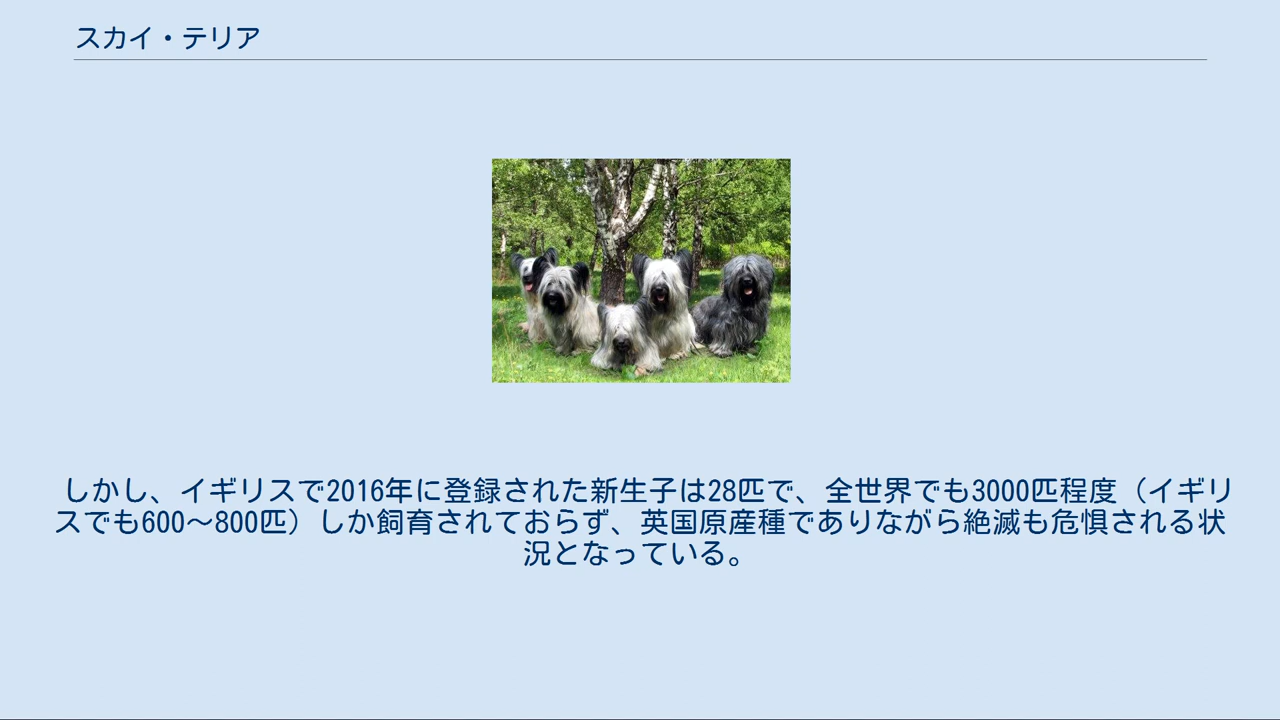 スカイ・テリア
しかし、イギリスで2016年に登録された新生子は28匹で、全世界でも3000匹程度（イギリ
スでも600〜800匹）しか飼育されておらず、英国原産種でありながら絶滅も危惧される状
況となっている。